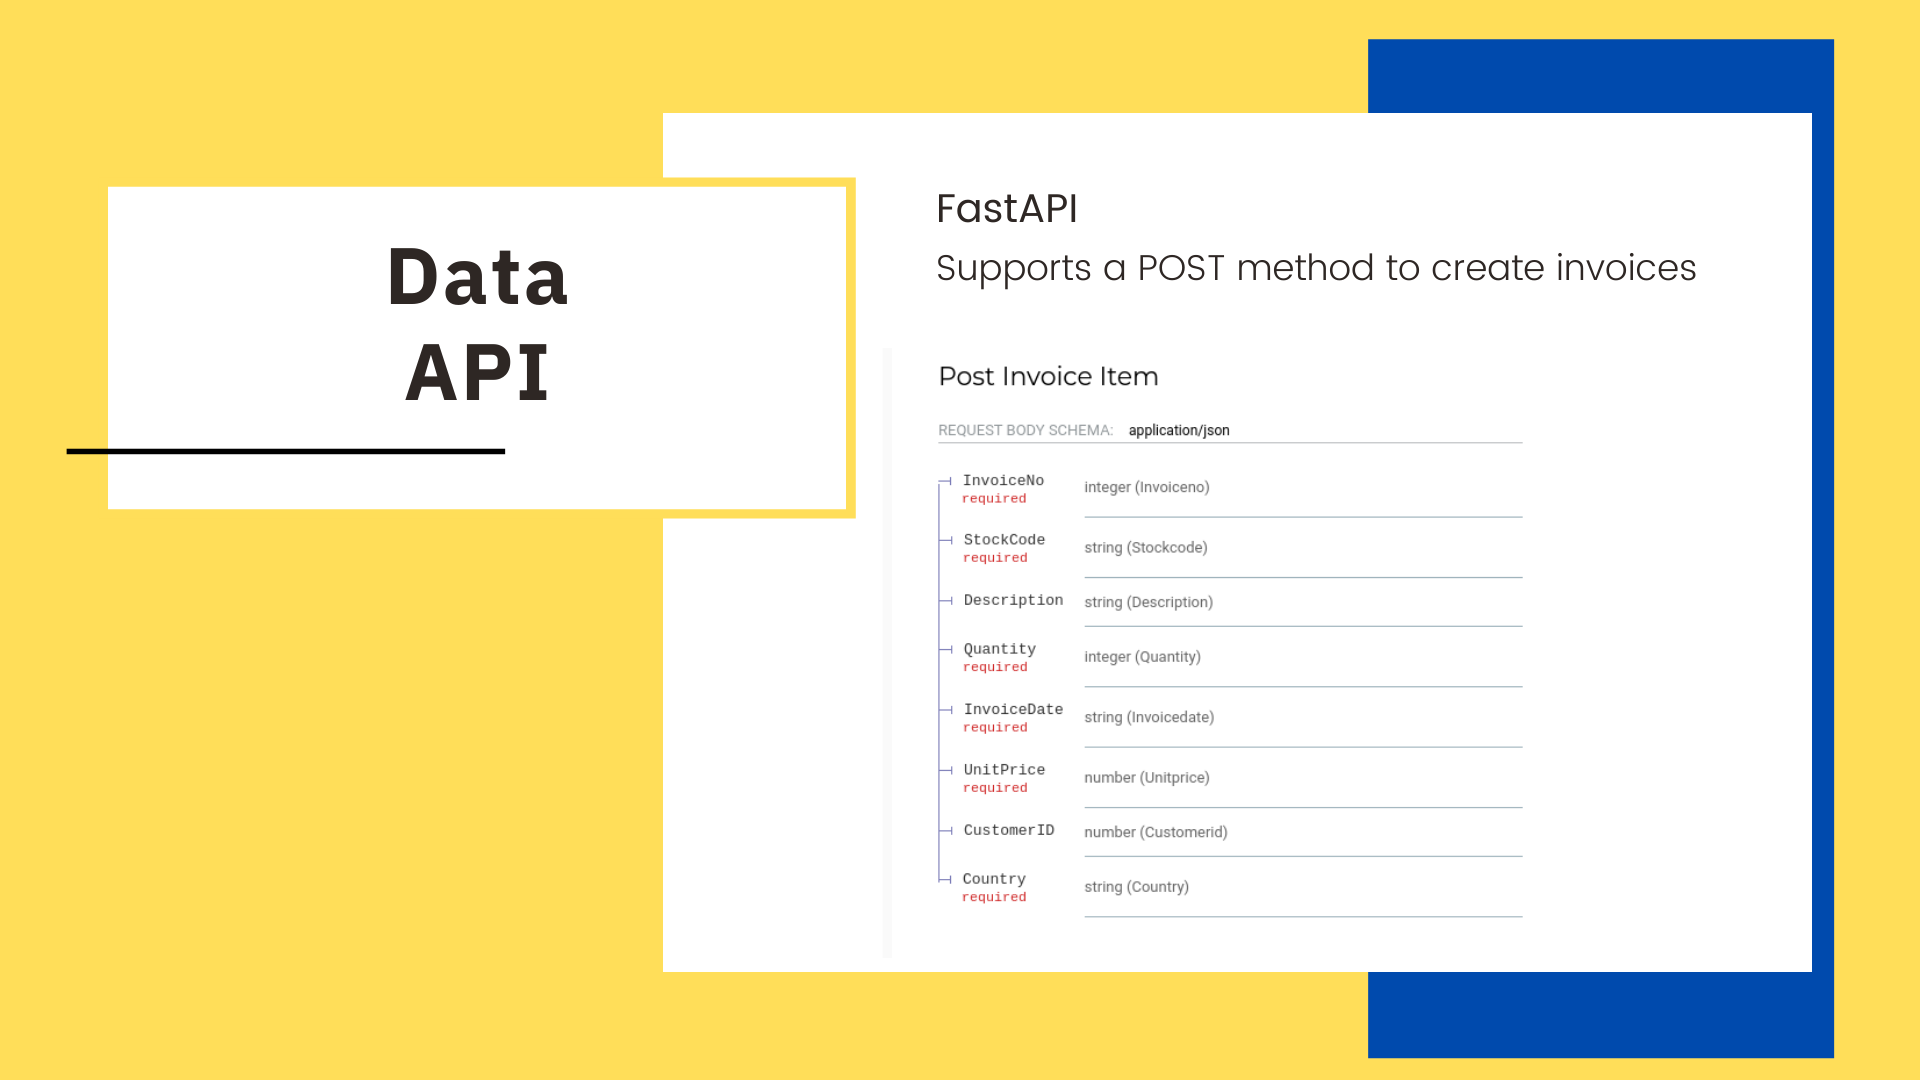 Data
API
FastAPI
Supports a POST method to create invoices
Post Invoice Item
REQUEST BODY SCHEMA: application/json
InvoiceNo
required
integer (Invoiceno)
StockCode
required
string (Stockcode)
Description string (Description)
Quantity
required
integer (Quantity)
InvoiceDate
required
string (Invoicedate)
UnitPrice
required
number (Unitprice)
CustomerID number (Customerid)
Country
required
string (Country)